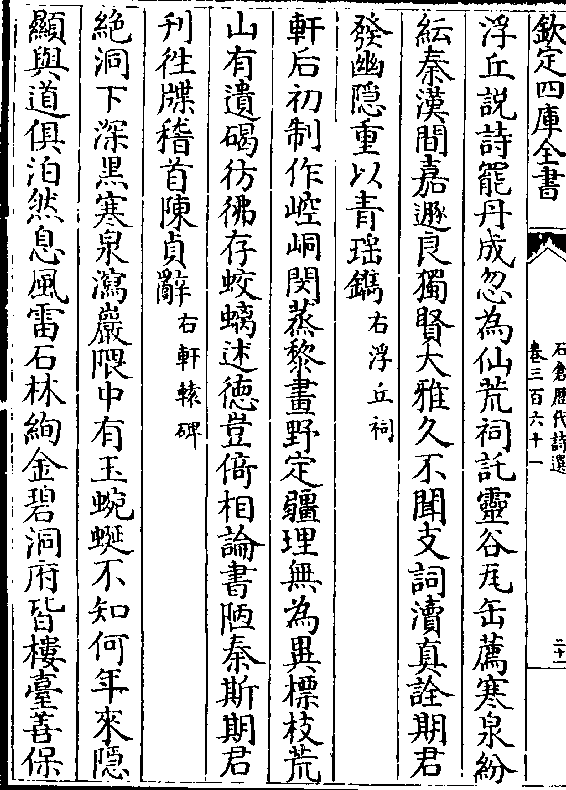 欽定四庫全書
石倉歴代詩選
卷三百六十一
二十一
浮丘説詩罷丹成忽為仙荒祠託靈谷瓦缶薦寒泉紛
紜秦漢間嘉遯良獨賢大雅久不聞支詞瀆真詮期君
發幽隠重以青瑶鐫右浮丘祠
軒后初制作崆峒閔蒸黎畫野定疆理無為異標枝荒
山有遺碣彷彿存蛟螭述徳豈倚相論書陋秦斯期君
刋徃牒稽首陳貞辭右軒轅碑
絶洞下深黒寒泉瀉巖隈中有玉蜿蜒不知何年來隠
顯與道俱泊然息風雷石林絢金碧洞府皆樓臺善保